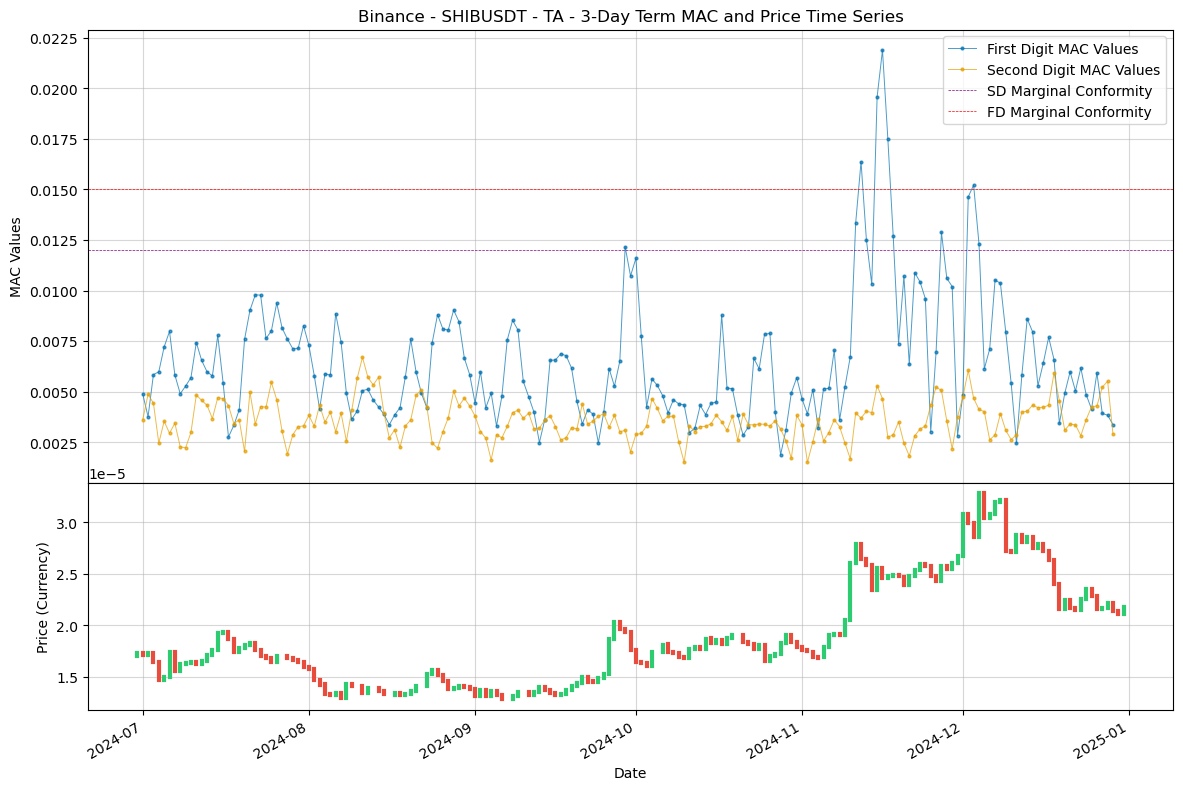 Binance - SHIBUSDT - TA - 3-Day Term MAC and Price Time Series
First Digit MAC Values
Second Digit MAC Values
SD Marginal Conformity
FD Marginal Conformity
MAC Values
0.0225
0.0200
0.0175
0.0150
0.0125
0.0100
0.0075
0.0050
0.0025
1e−5
Price (Currency)
3.0
2.5
2.0
1.5
2024-07
2024-08
2024-09
2024-10
2024-11
2024-12
2025-01
Date